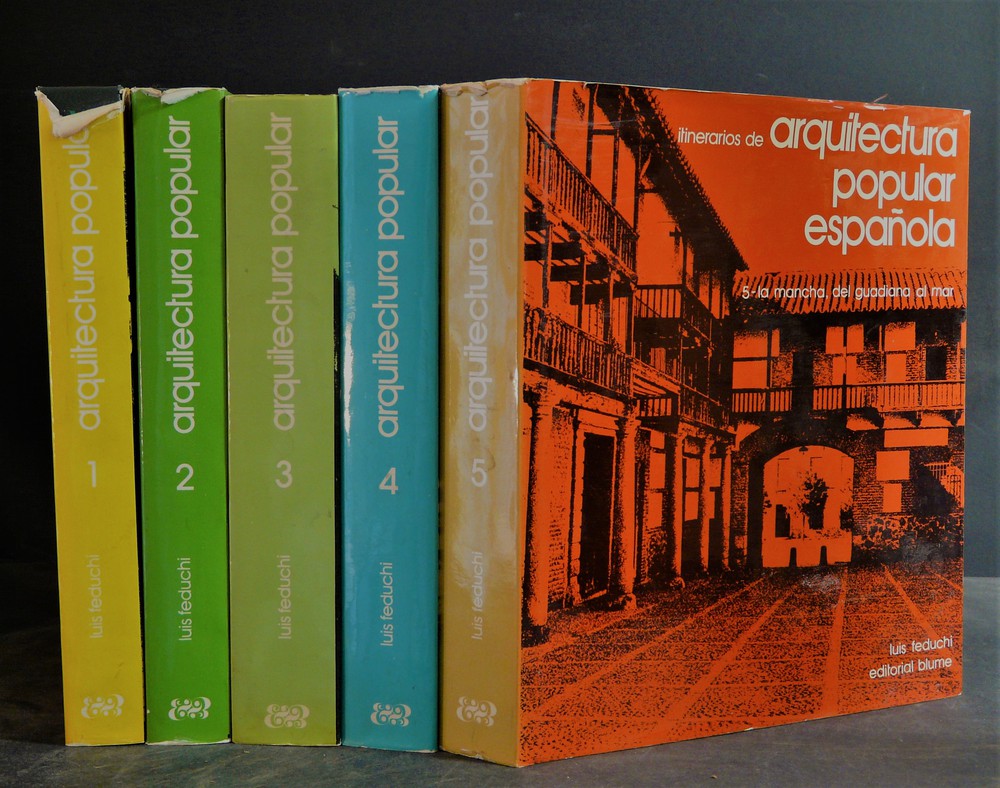 arquitectura popular
1
luis feduchi
arquitectura popular
2
luis feduchi
arquitectura popular
3
luis feduchi
arquitectura popular
4
luis feduchi
arquitectura popular
5
luis feduchi
itinerarios de arquitectura
popular
española
5-la mancha, del guadiana al mar
luis feduchi
editorial blume